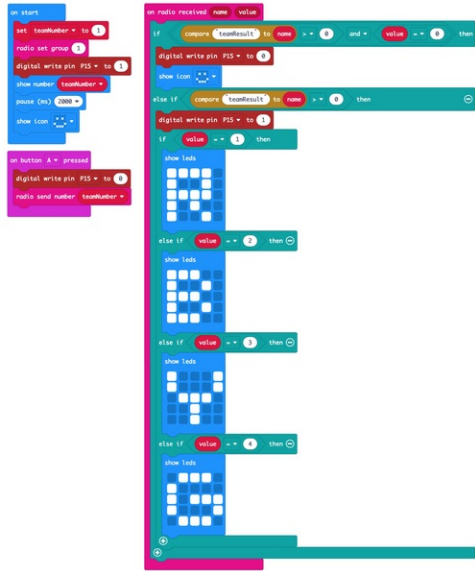 on start
set teamNumber to 1
radio set group 1
digital write pin P15 to 1
show number teamNumber
pause (ms) 2000
show icon
on button A pressed
digital write pin P15 to 0
radio send number teamNumber
on radio received name value
if compare teamResult to name = 0 and value = 0 then
digital write pin P15 to 0
show icon
else if compare teamResult to name = 0 then
digital write pin P15 to 1
if value = 1 then
show leds
else if value = 2 then
show leds
else if value = 3 then
show leds
else if value = 4 then
show leds